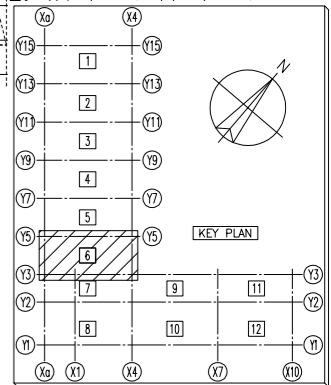 Xa X4
Y15 Y15
1
Y13 Y13
2
Y11 Y11
3
Y9 Y9
4
Y7 Y7
5
Y5 Y5
6
Y3 Y3
7 9 11
Y2 Y2
8 10 12
Y1 Y1
Xa X1 X4 X7 X10
N
KEY PLAN